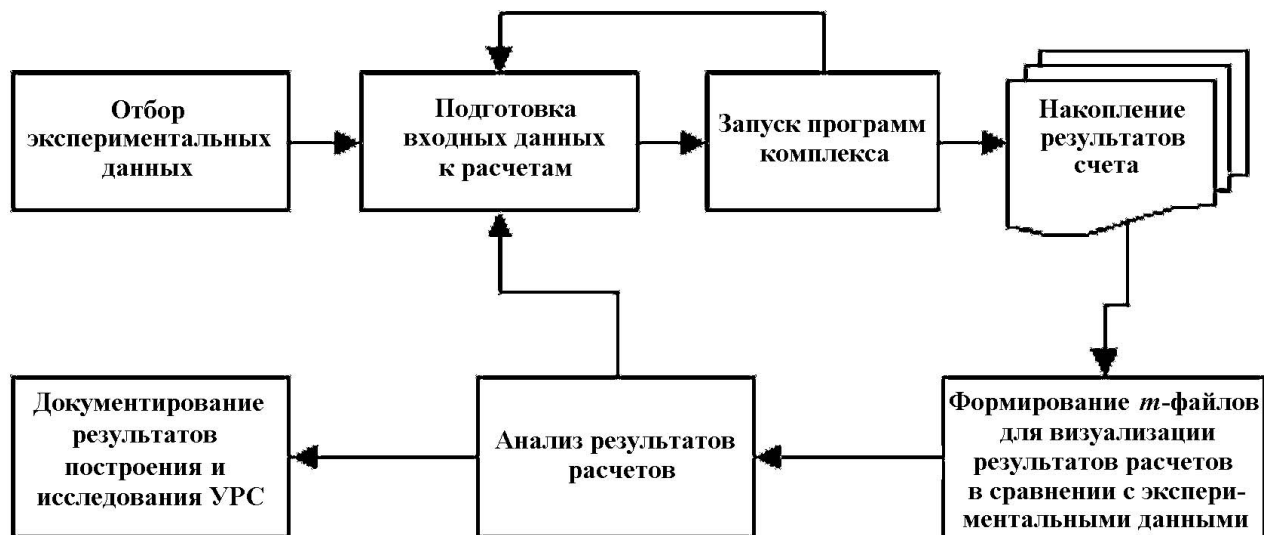 Отбор
экспериментальных
данных
Подготовка
входных данных
к расчетам
Запуск программ
комплекса
Накопление
результатов
счета
Документирование
результатов
построения и
исследования УРС
Анализ результатов
расчетов
Формирование m-файлов
для визуализации
результатов расчетов
в сравнении с экспери-
ментальными данными